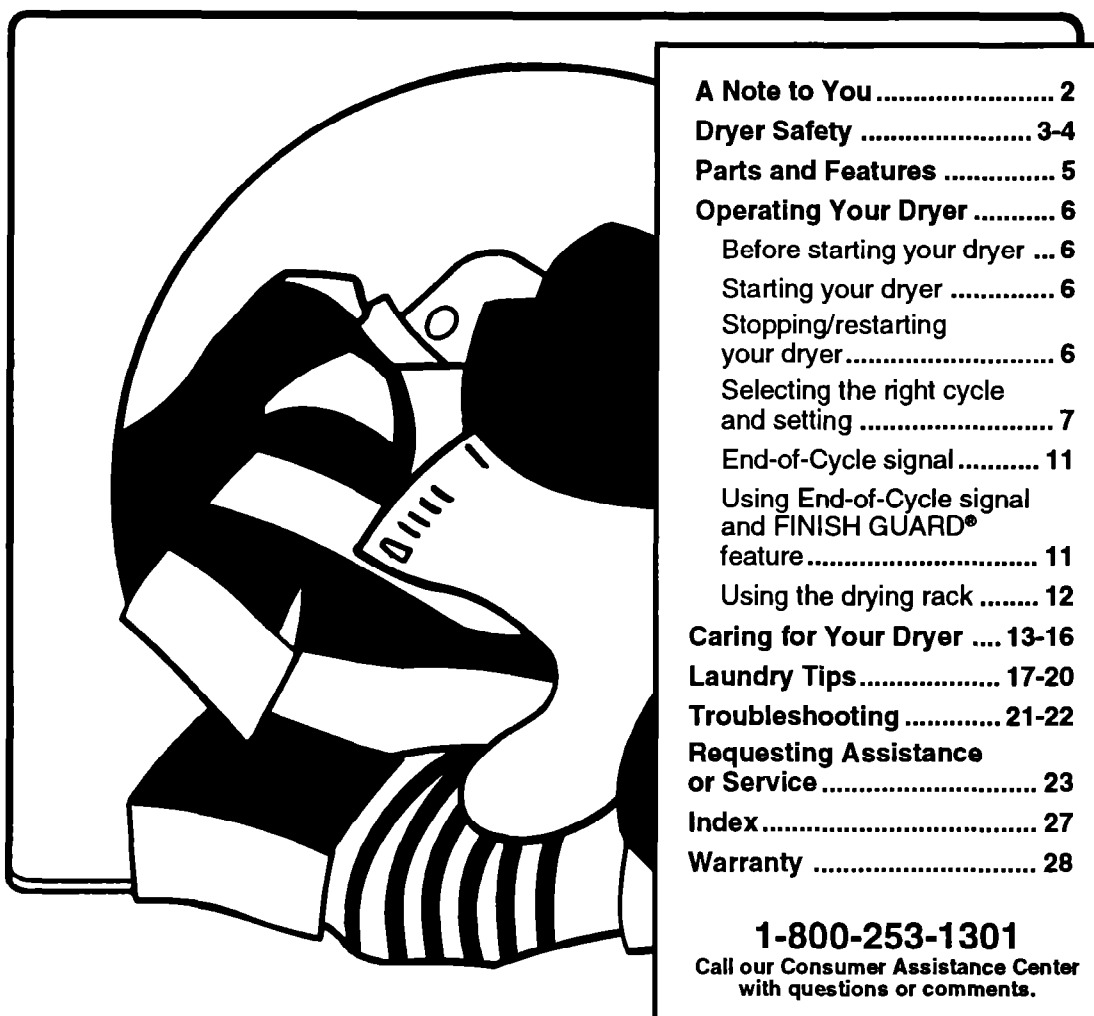 A Note to You ......................... 2
Dryer Safety ........................ 3-4
Parts and Features ............... 5
Operating Your Dryer ........... 6
Before starting your dryer ... 6
Starting your dryer .............. 6
Stopping/restarting
your dryer............................. 6
Selecting the right cycle
and setting ........................... 7
End-of-Cycle signal ........... 11
Using End-of-Cycle signal
and FINISH GUARD®
feature................................ 11
Using the drying rack ........ 12
Caring for Your Dryer .... 13-16
Laundry Tips.................... 17-20
Troubleshooting ............. 21-22
Requesting Assistance
or Service .............................. 23
Index ...................................... 27
Warranty ............................... 28
1-800-253-1301
Call our Consumer Assistance Center
with questions or comments.